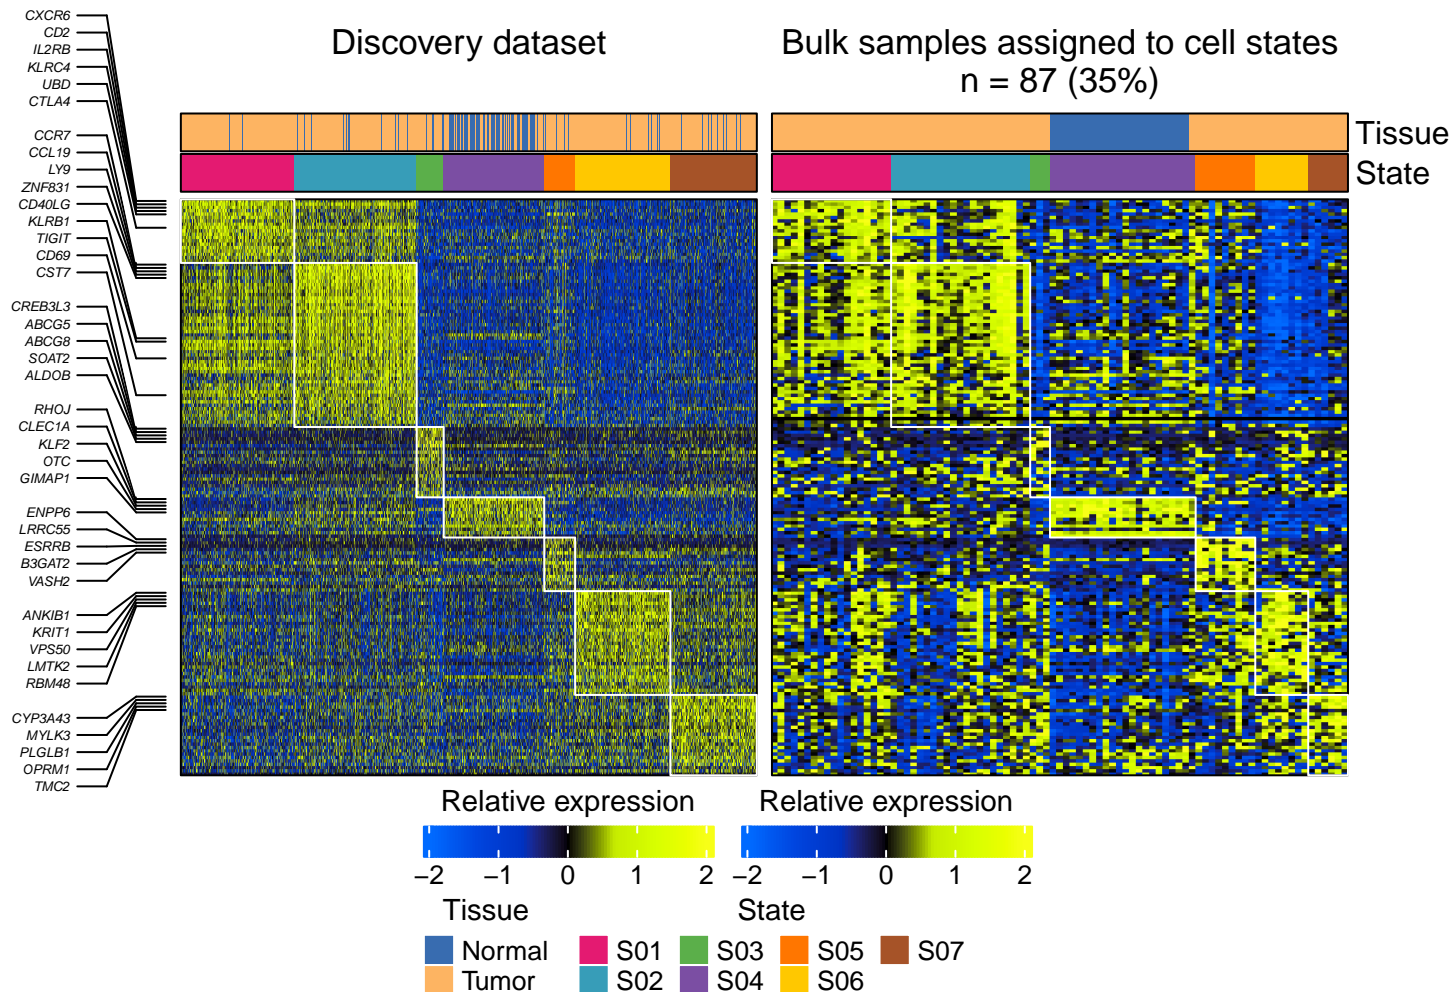 Discovery dataset
Bulk samples assigned to cell states
n = 87 (35%)
Tissue
State
CXCR6
CD2
IL2RB
KLRC4
UBD
CTLA4
CCR7
CCL19
LY9
ZNF831
CD40LG
KLRB1
TIGIT
CD69
CST7
CREB3L3
ABCG5
ABCG8
SOAT2
ALDOB
RHOJ
CLEC1A
KLF2
OTC
GIMAP1
ENPP6
LRRC55
ESRRB
B3GAT2
VASH2
ANKIB1
KRIT1
VPS50
LMTK2
RBM48
CYP3A43
MYLK3
PLGLB1
OPRM1
TMC2
Relative expression
−2 −1 0 1 2
Relative expression
−2 −1 0 1 2
Tissue
Normal
Tumor
State
S01 S03 S05 S07
S02 S04 S06